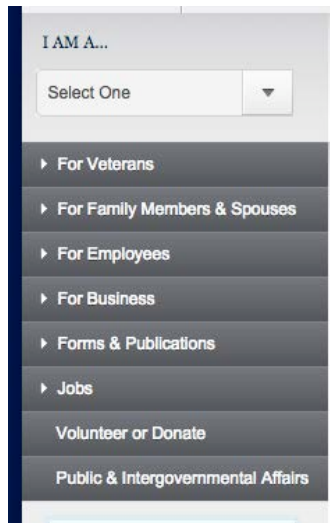 I AM A...
Select One
For Veterans
For Family Members & Spouses
For Employees
For Business
Forms & Publications
Jobs
Volunteer or Donate
Public & Intergovernmental Affairs